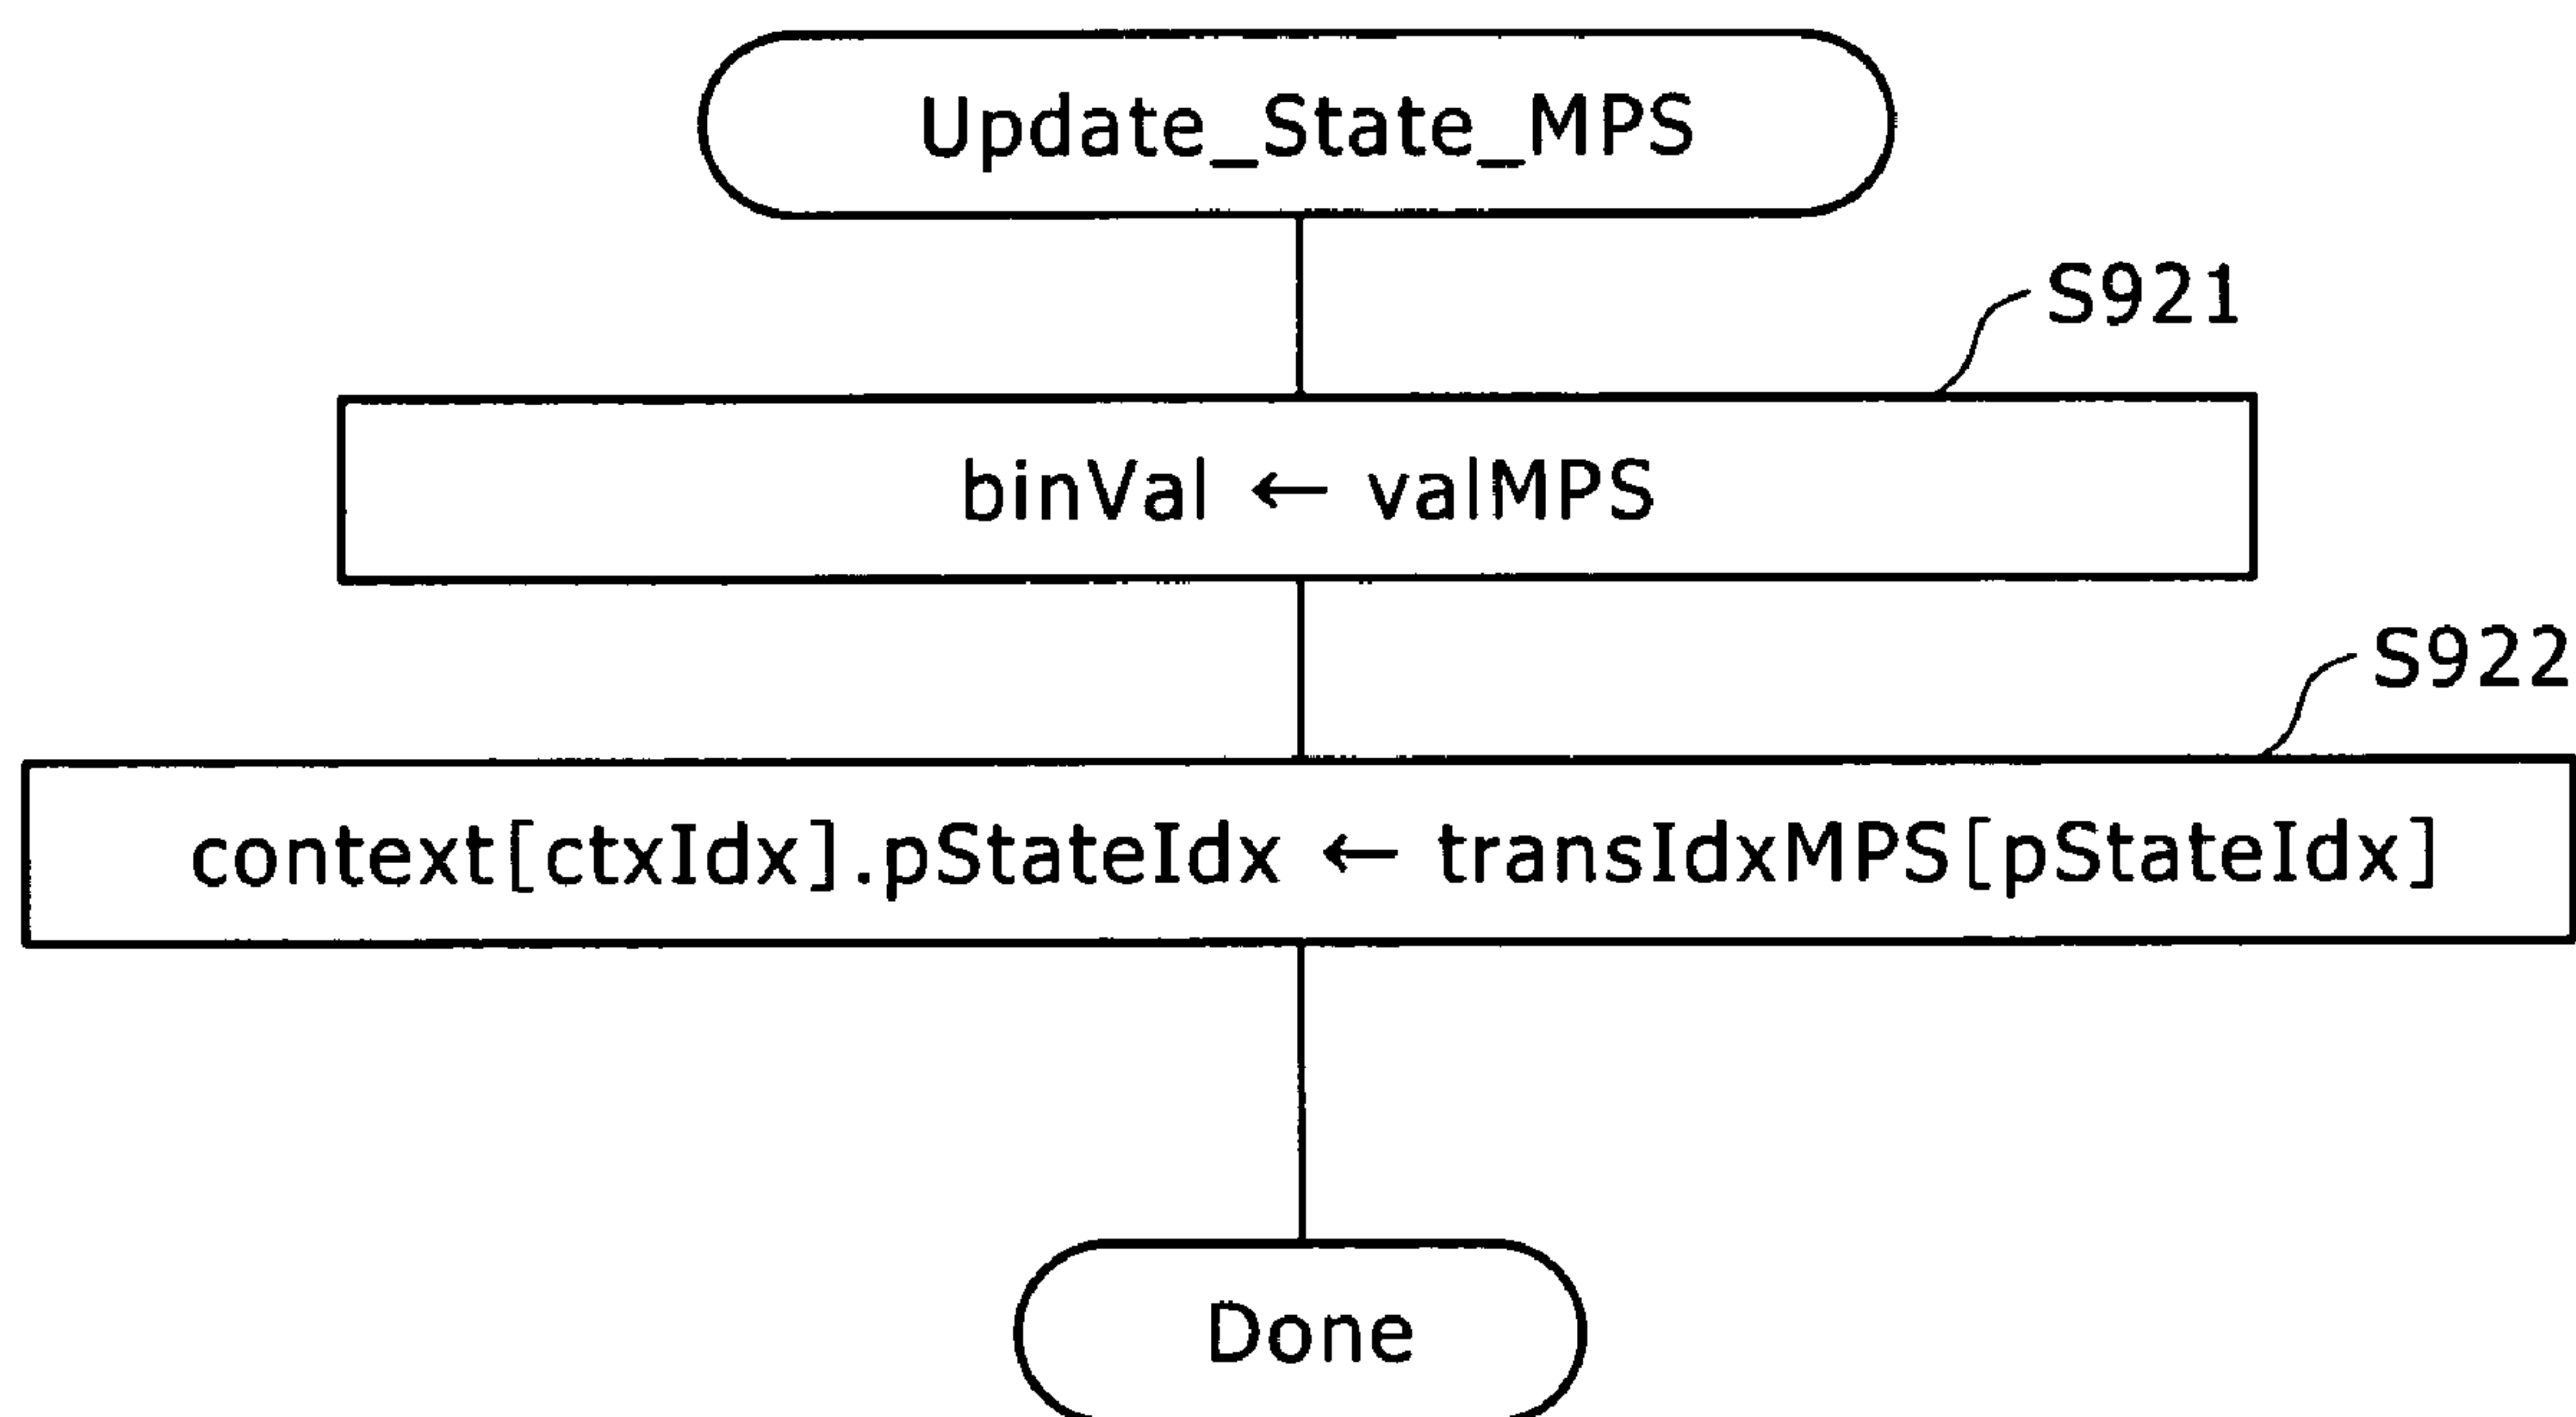 Update_State_MPS
S921
binVal ← valMPS
S922
context[ctxIdx].pStateIdx ← transIdxMPS[pStateIdx]
Done